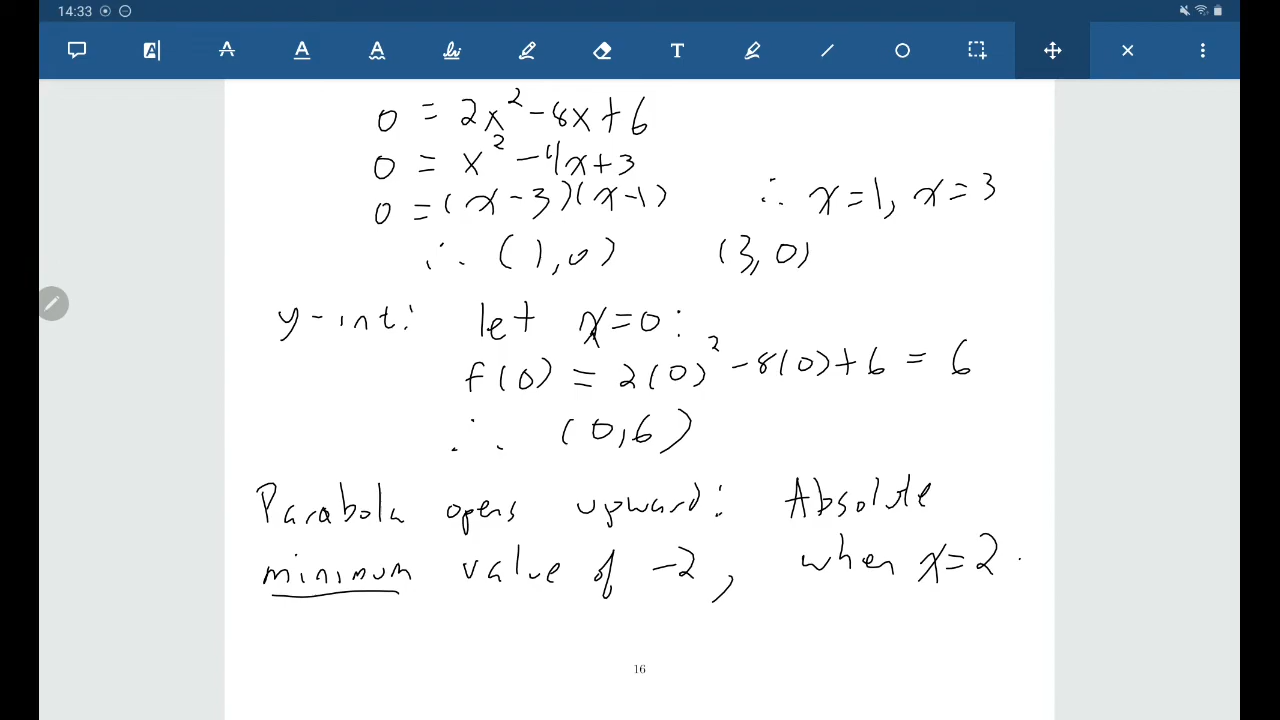 14:33
0 = 2x² - 8x + 6
0 = x² - 4x + 3
0 = (x - 3)(x - 1) ∴ x = 1, x = 3
∴ (1, 0) (3, 0)
y-int: let x = 0:
f(0) = 2(0)² - 8(0) + 6 = 6
∴ (0, 6)
Parabola opens upward: Absolute
minimum value of -2, when x = 2.
16